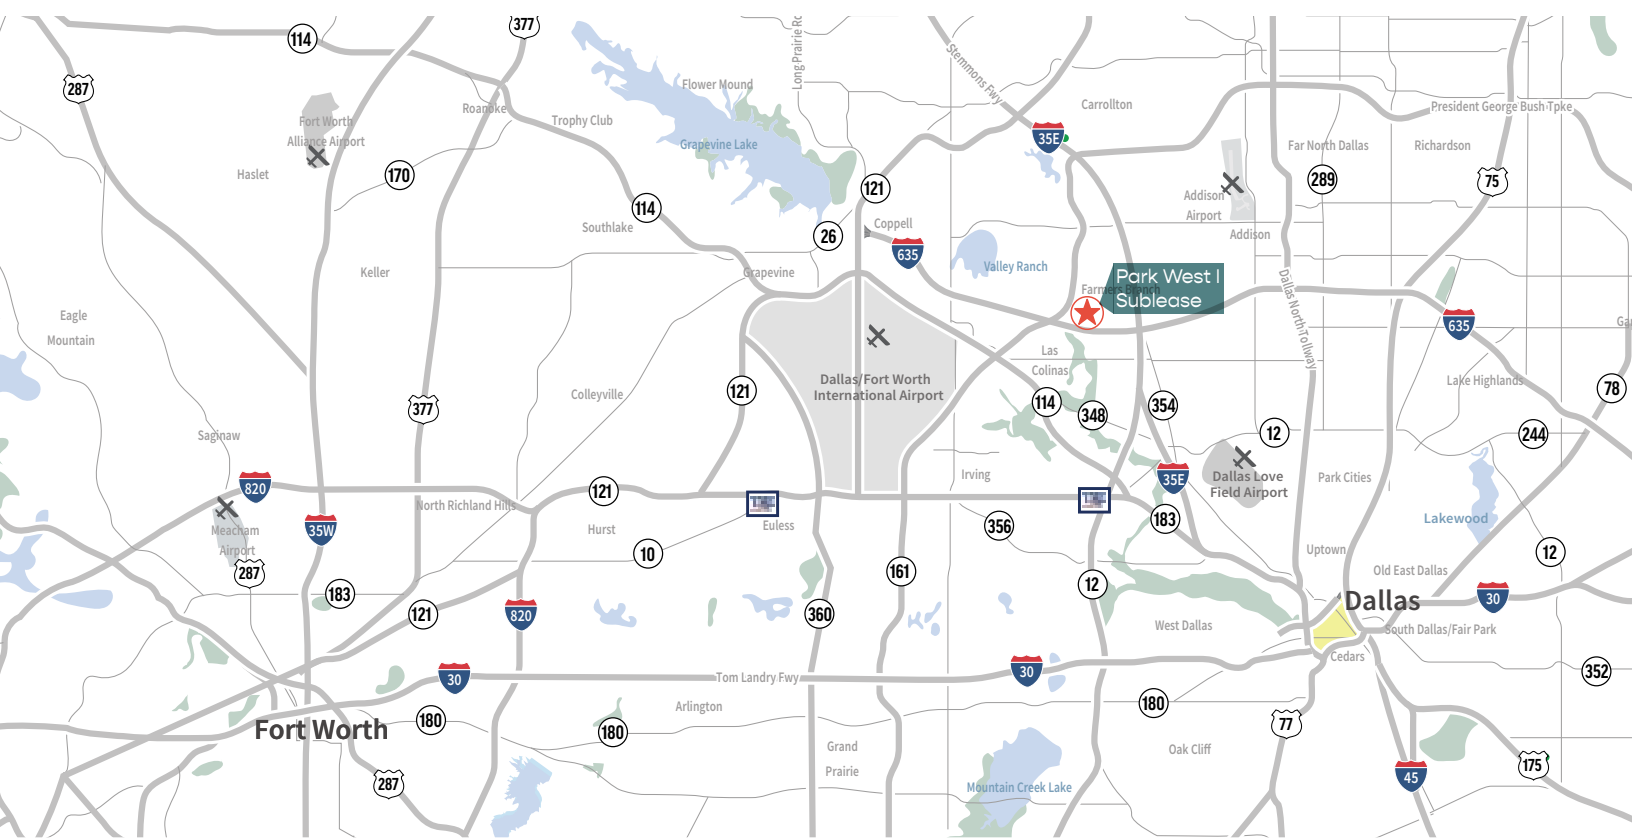 377
Long Prairie Rd
114
Stemmons Fwy
287
Flower Mound
Roanoke
Carrollton
President George Bush Tpke
Fort Worth
Alliance Airport
Trophy Club
35E
Grapevine Lake
Far North Dallas
Richardson
Haslet
170
121
289
75
Addison
Airport
114
Southlake
26
Coppell
Addison
635
Keller
Grapevine
Valley Ranch
Park West I
Sublease
Farmers Branch
Dallas North Tollway
Eagle
Mountain
635
Las
Colinas
Dallas/Fort Worth
International Airport
121
Colleyville
377
114
348
354
Lake Highlands
78
Saginaw
12
244
820
121
North Richland Hills
Irving
35E
Dallas Love
Field Airport
Park Cities
Meacham
Airport
35W
Hurst
Euless
356
183
Lakewood
10
Uptown
12
287
183
161
12
Old East Dallas
121
820
360
Dallas
30
West Dallas
South Dallas/Fair Park
Cedars
30
Tom Landry Fwy
30
352
Fort Worth
180
Arlington
180
180
77
Grand
Prairie
Oak Cliff
175
287
Mountain Creek Lake
45